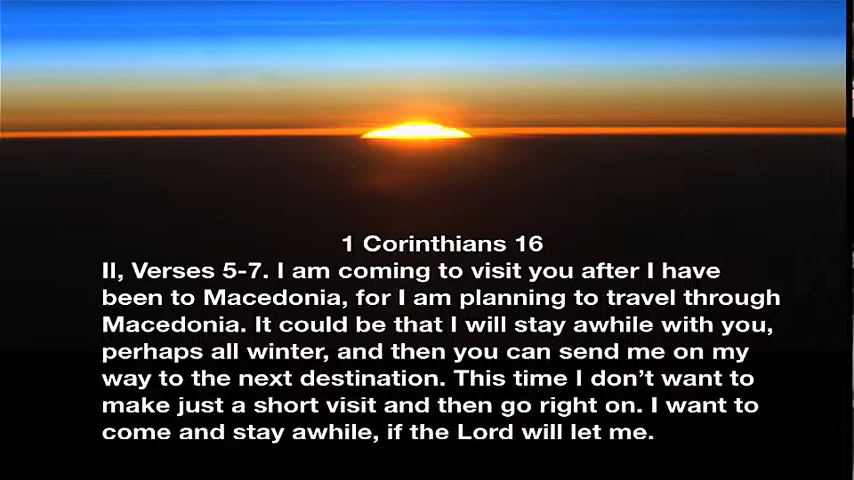 1 Corinthians 16
II, Verses 5-7. I am coming to visit you after I have
been to Macedonia, for I am planning to travel through
Macedonia. It could be that I will stay awhile with you,
perhaps all winter, and then you can send me on my
way to the next destination. This time I don’t want to
make just a short visit and then go right on. I want to
come and stay awhile, if the Lord will let me.